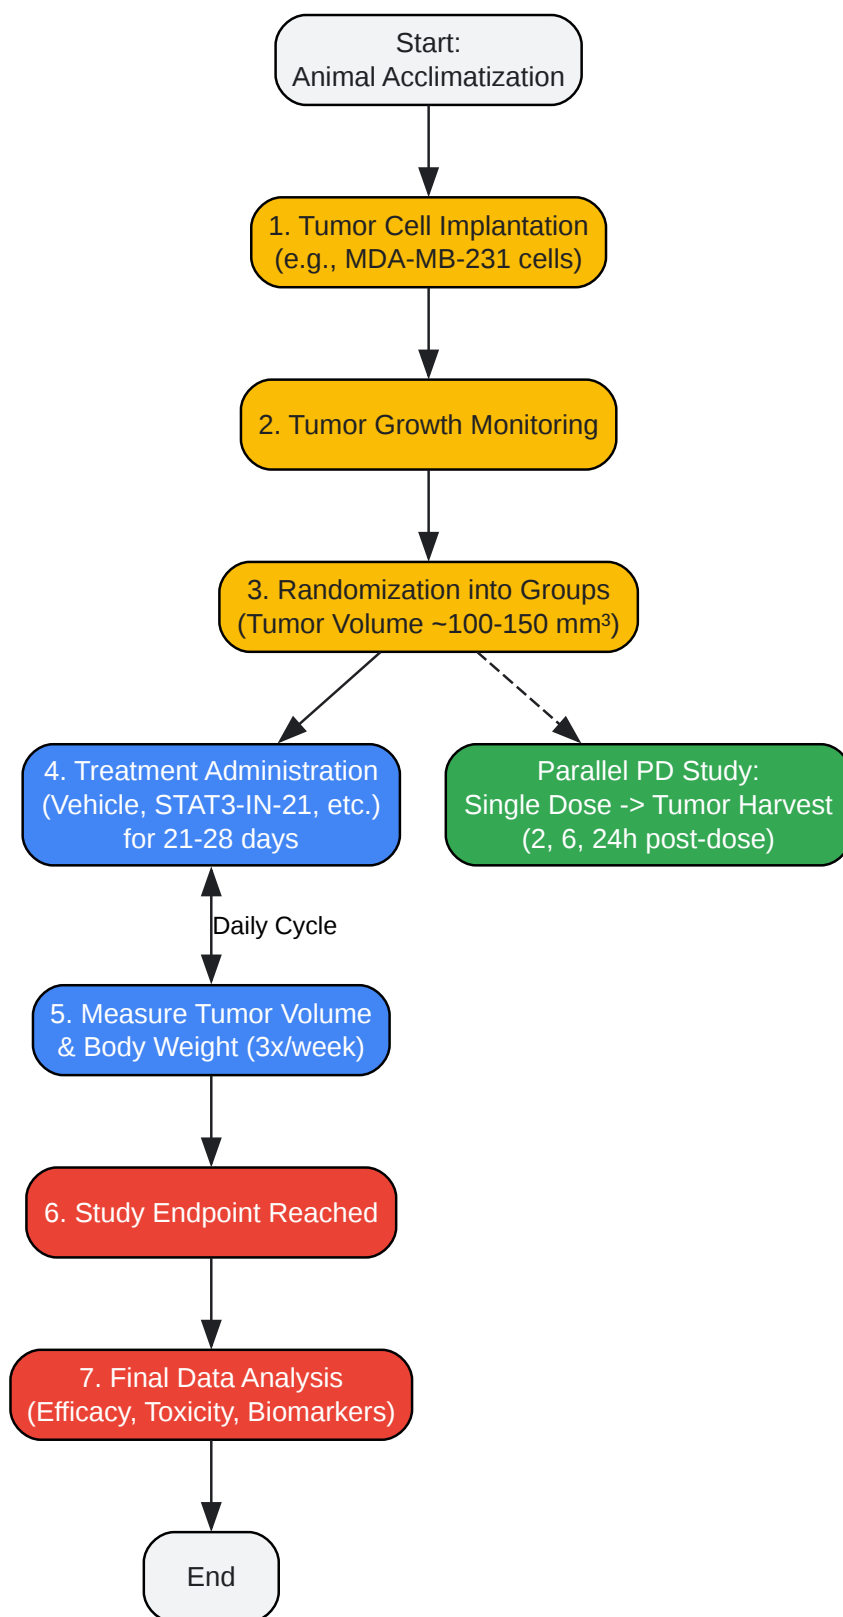 Start:
Animal Acclimatization
1. Tumor Cell Implantation
(e.g., MDA-MB-231 cells)
2. Tumor Growth Monitoring
3. Randomization into Groups
(Tumor Volume ~100-150 mm³)
4. Treatment Administration
(Vehicle, STAT3-IN-21, etc.)
for 21-28 days
Parallel PD Study:
Single Dose -> Tumor Harvest
(2, 6, 24h post-dose)
Daily Cycle
5. Measure Tumor Volume
& Body Weight (3x/week)
6. Study Endpoint Reached
7. Final Data Analysis
(Efficacy, Toxicity, Biomarkers)
End